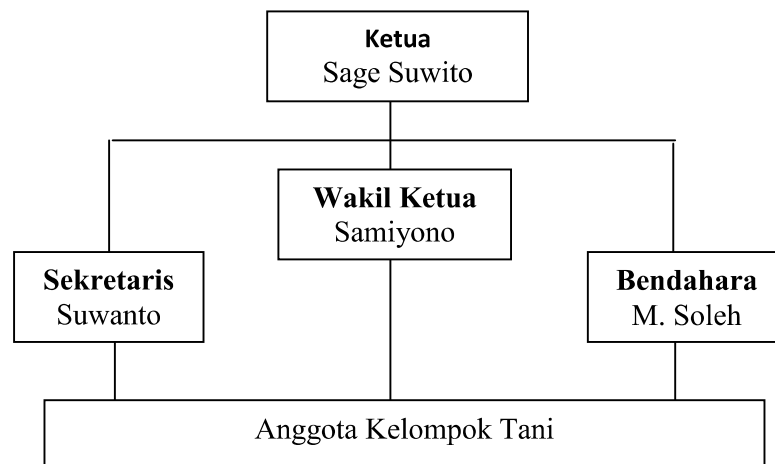 Ketua
Sage Suwito
Wakil Ketua
Samiyono
Sekretaris
Suwanto
Bendahara
M. Soleh
Anggota Kelompok Tani